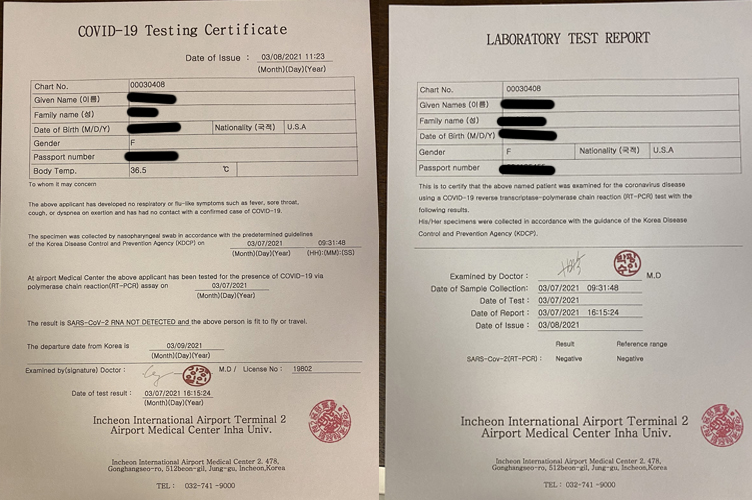 COVID-19 Testing Certificate
Date of Issue : 03/08/2021 11:23
(Month)(Day)(Year)
Chart No. 00030408
Given Name (이름)
Family name (성)
Date of Birth (M/D/Y) Nationality (국적) U.S.A
Gender F
Passport number
Body Temp. 36.5 ℃
To whom it may concern
The above applicant has developed no respiratory or flu-like symptoms such as fever, sore throat,
cough, or dyspnea on exertion and has had no contact with a confirmed case of COVID-19.
The specimen was collected by nasopharyngeal swab in accordance with the predetermined guidelines
of the Korea Disease Control and Prevention Agency (KDCP) on 03/07/2021 09:31:48
(Month)(Day)(Year) (HH):(MM):(SS)
At airport Medical Center the above applicant has been tested for the presence of COVID-19 via
polymerase chain reaction(RT-PCR) assay on 03/07/2021
(Month)(Day)(Year)
The result is SARS-CoV-2 RNA NOT DETECTED and the above person is fit to fly or travel.
The departure date from Korea is 03/09/2021
(Month)(Day)(Year)
Examined by(signature) Doctor: M.D / License No : 19802
Date of test result : 03/07/2021 16:15:24
(Month)(Day)(Year)
Incheon International Airport Terminal 2
Airport Medical Center Inha Univ.
Incheon International Airport Medical Center 2. 478,
Gonghangseo-ro, 512beon-gil, Jung-gu, Incheon,Korea
TEL : 032-741-9000
LABORATORY TEST REPORT
Chart No. 00030408
Given Names (이름)
Family name (성)
Date of Birth (M/D/Y)
Gender F Nationality (국적) U.S.A
Passport number
This is to certify that the above named patient was examined for the coronavirus disease
using a COVID-19 reverse transcriptase-polymerase chain reaction (RT-PCR) test with the
following results.
His/Her specimens were collected in accordance with the guidance of the Korea Disease
Control and Prevention Agency (KDCP).
Examined by Doctor : M.D
Date of Sample Collection: 03/07/2021 09:31:48
Date of Test : 03/07/2021
Date of Report : 03/07/2021 16:15:24
Date of Issue : 03/08/2021
Result Reference range
SARS-Cov-2(RT-PCR) : Negative Negative
Incheon International Airport Terminal 2
Airport Medical Center Inha Univ.
Incheon International Airport Medical Center 2. 478,
Gonghangseo-ro, 512beon-gil, Jung-gu, Incheon,Korea
TEL : 032-741-9000